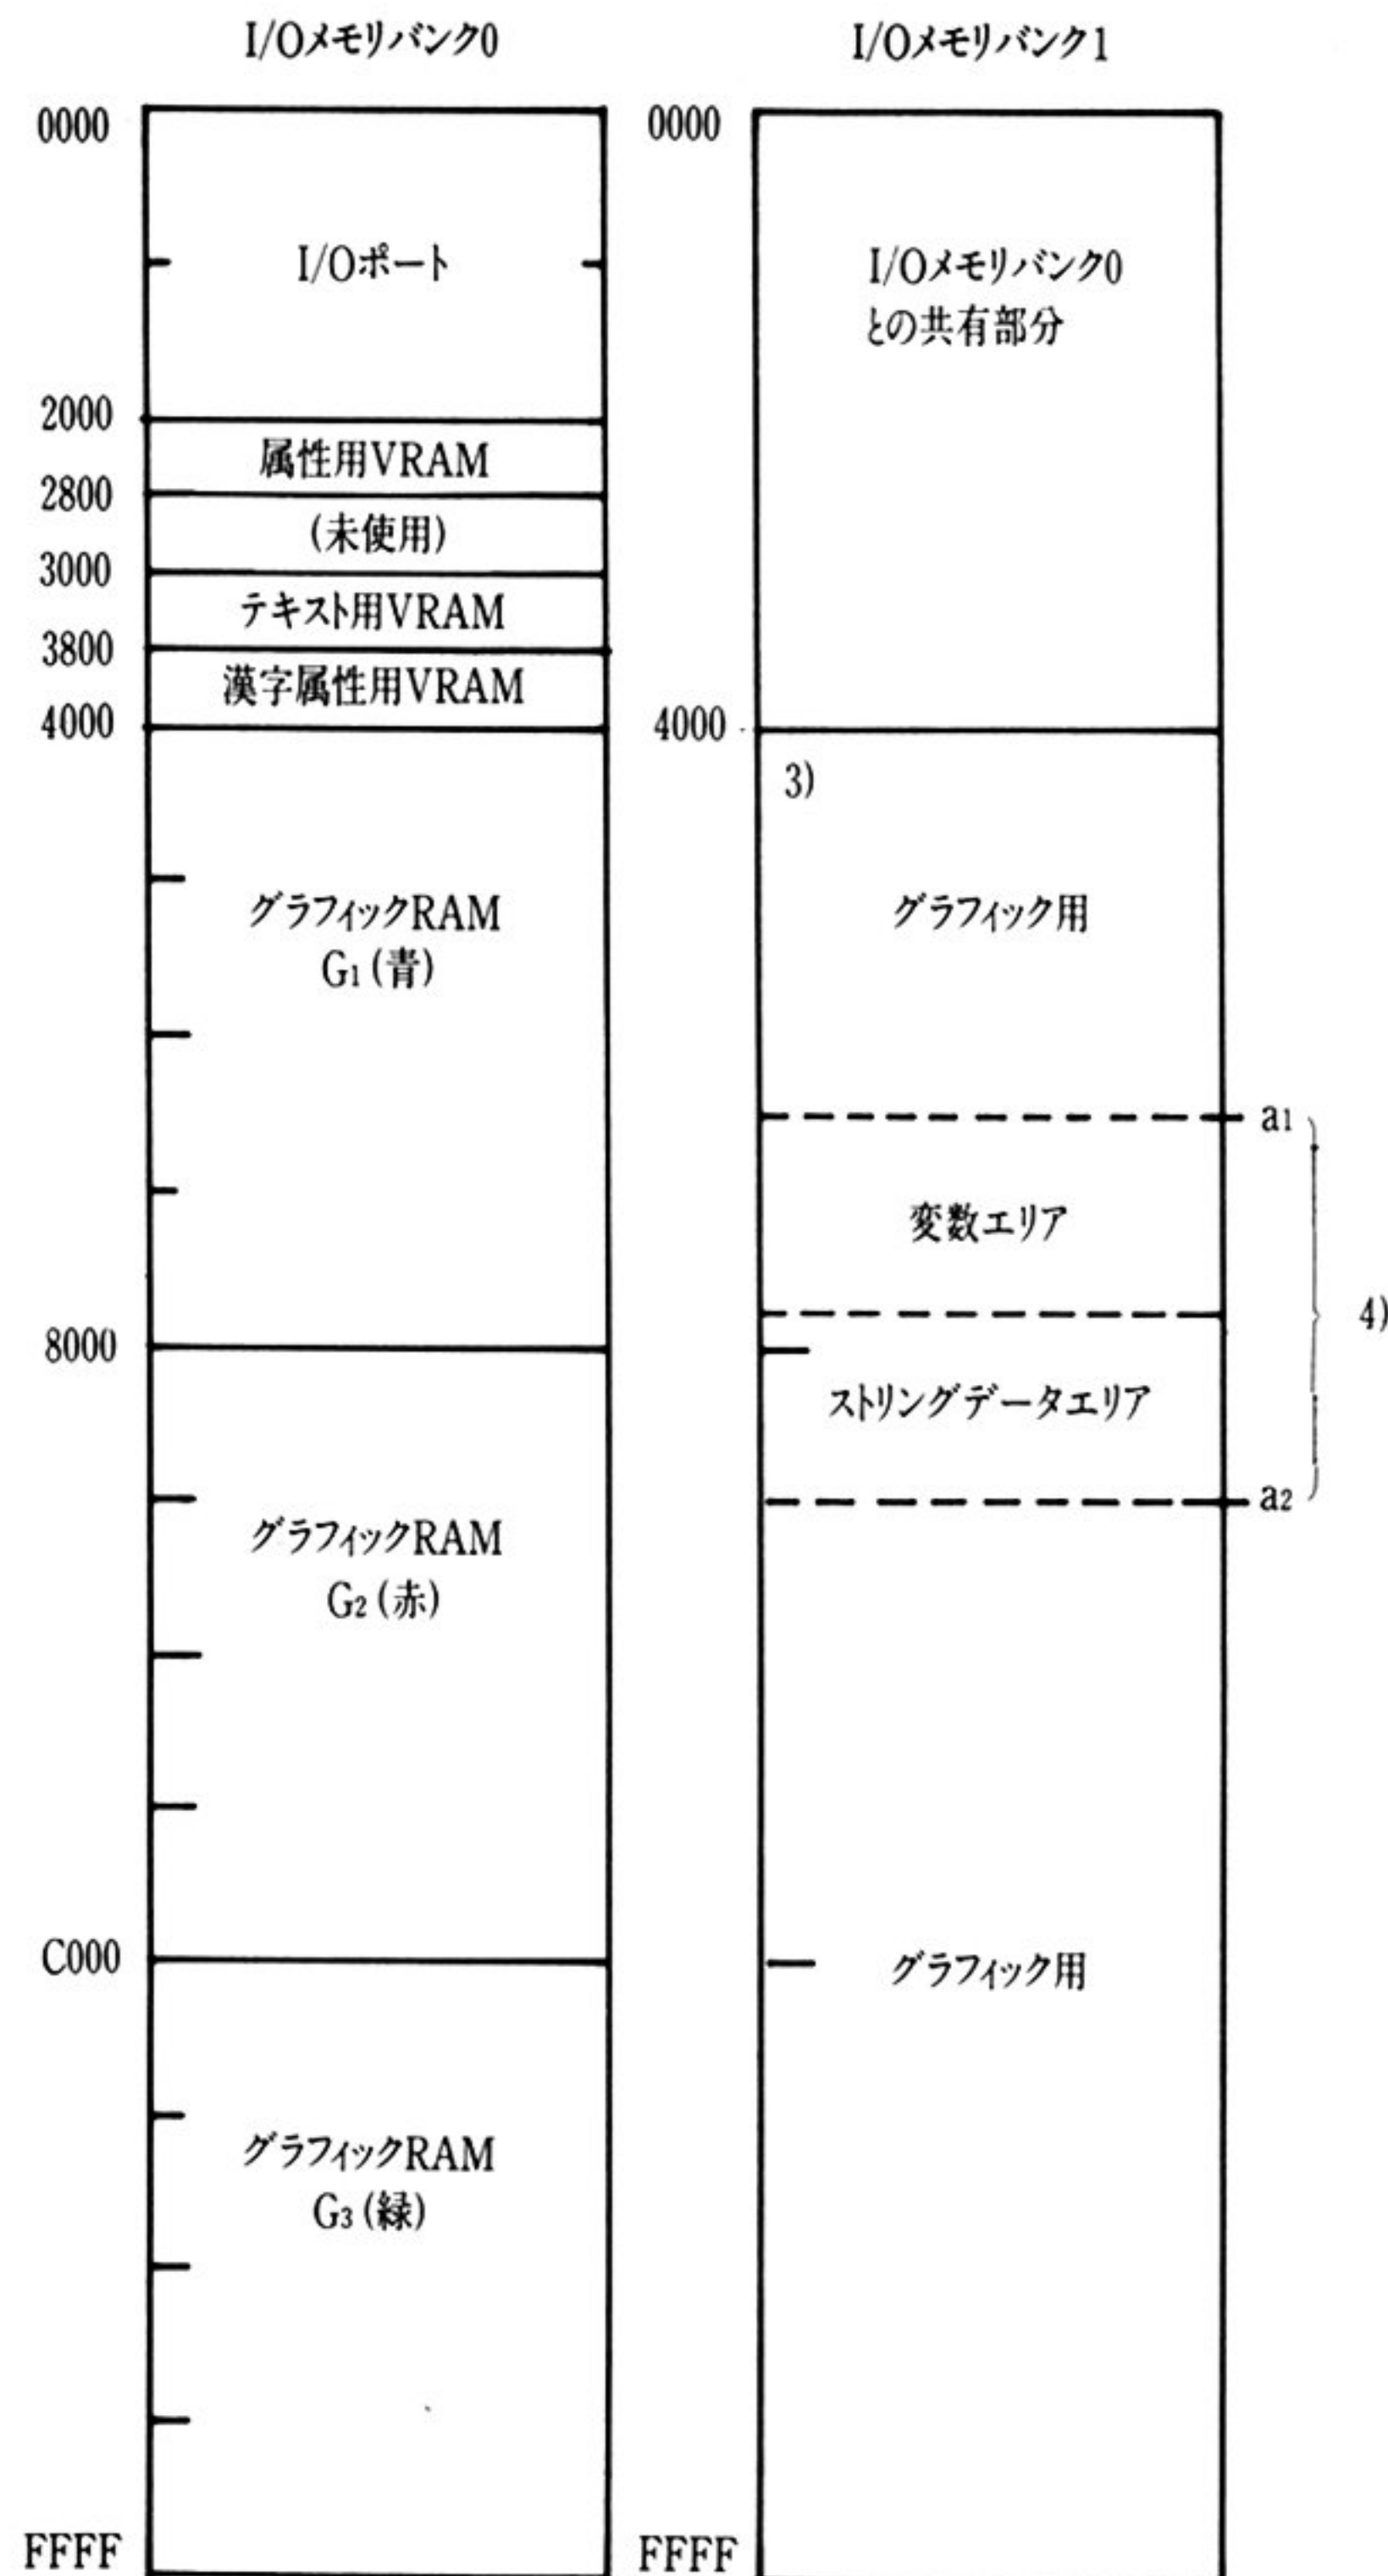 I/Oメモリバンク0
0000
I/Oポート
2000
属性用VRAM
2800
(未使用)
3000
テキスト用VRAM
3800
漢字属性用VRAM
4000
グラフィックRAM
G1(青)
8000
グラフィックRAM
G2(赤)
C000
グラフィックRAM
G3(緑)
FFFF
I/Oメモリバンク1
0000
I/Oメモリバンク0
との共有部分
4000
3)
グラフィック用
a1
変数エリア
4)
ストリングデータエリア
a2
グラフィック用
FFFF